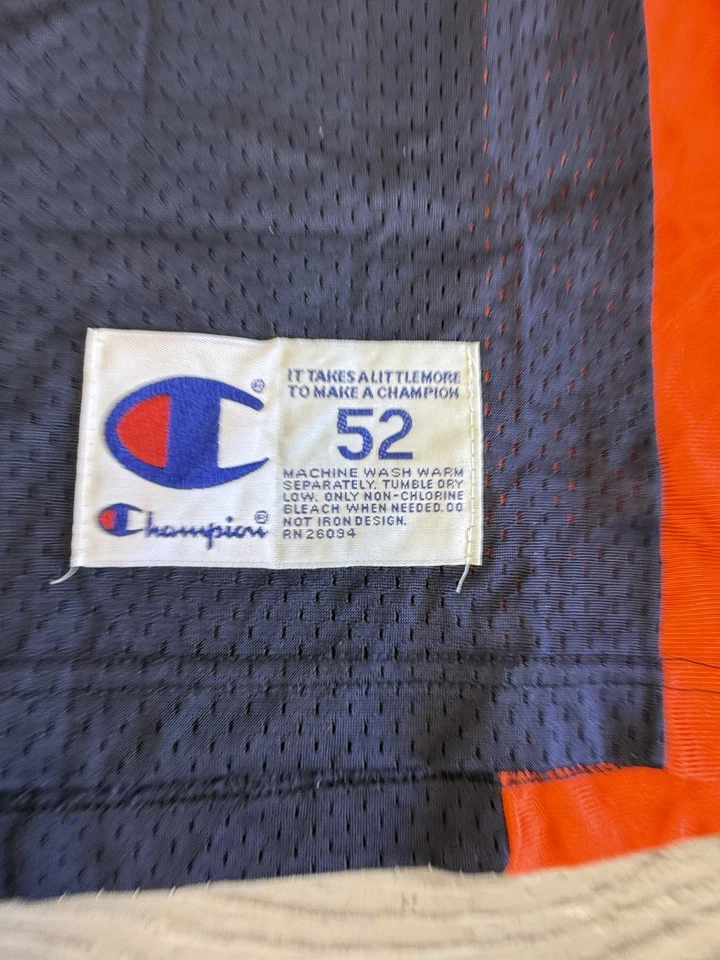 IT TAKES A LITTLE MORE
TO MAKE A CHAMPION
52
MACHINE WASH WARM
SEPARATELY. TUMBLE DRY
LOW. ONLY NON-CHLORINE
BLEACH WHEN NEEDED. DO
NOT IRON DESIGN.
RN 26094
®
Champion®